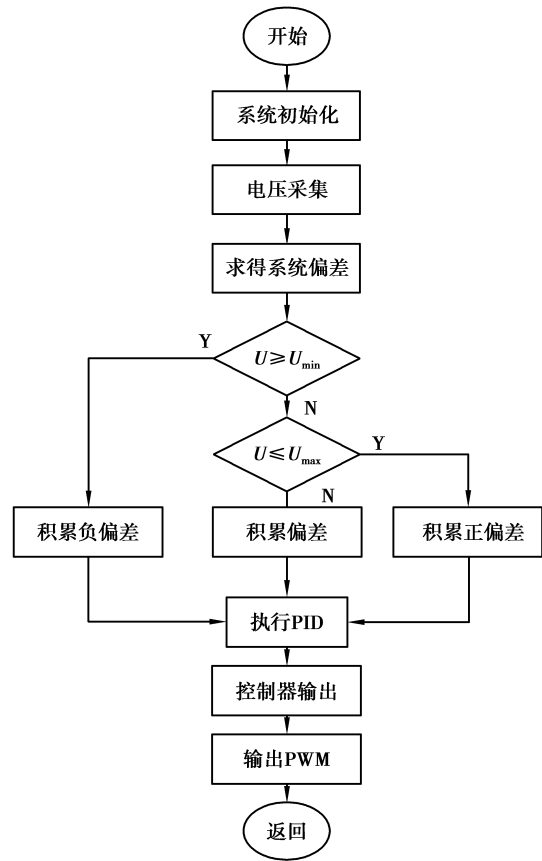 开始
系统初始化
电压采集
求得系统偏差
Y
U≥Umin
N
U≤Umax
Y
N
积累负偏差
积累偏差
积累正偏差
执行PID
控制器输出
输出PWM
返回